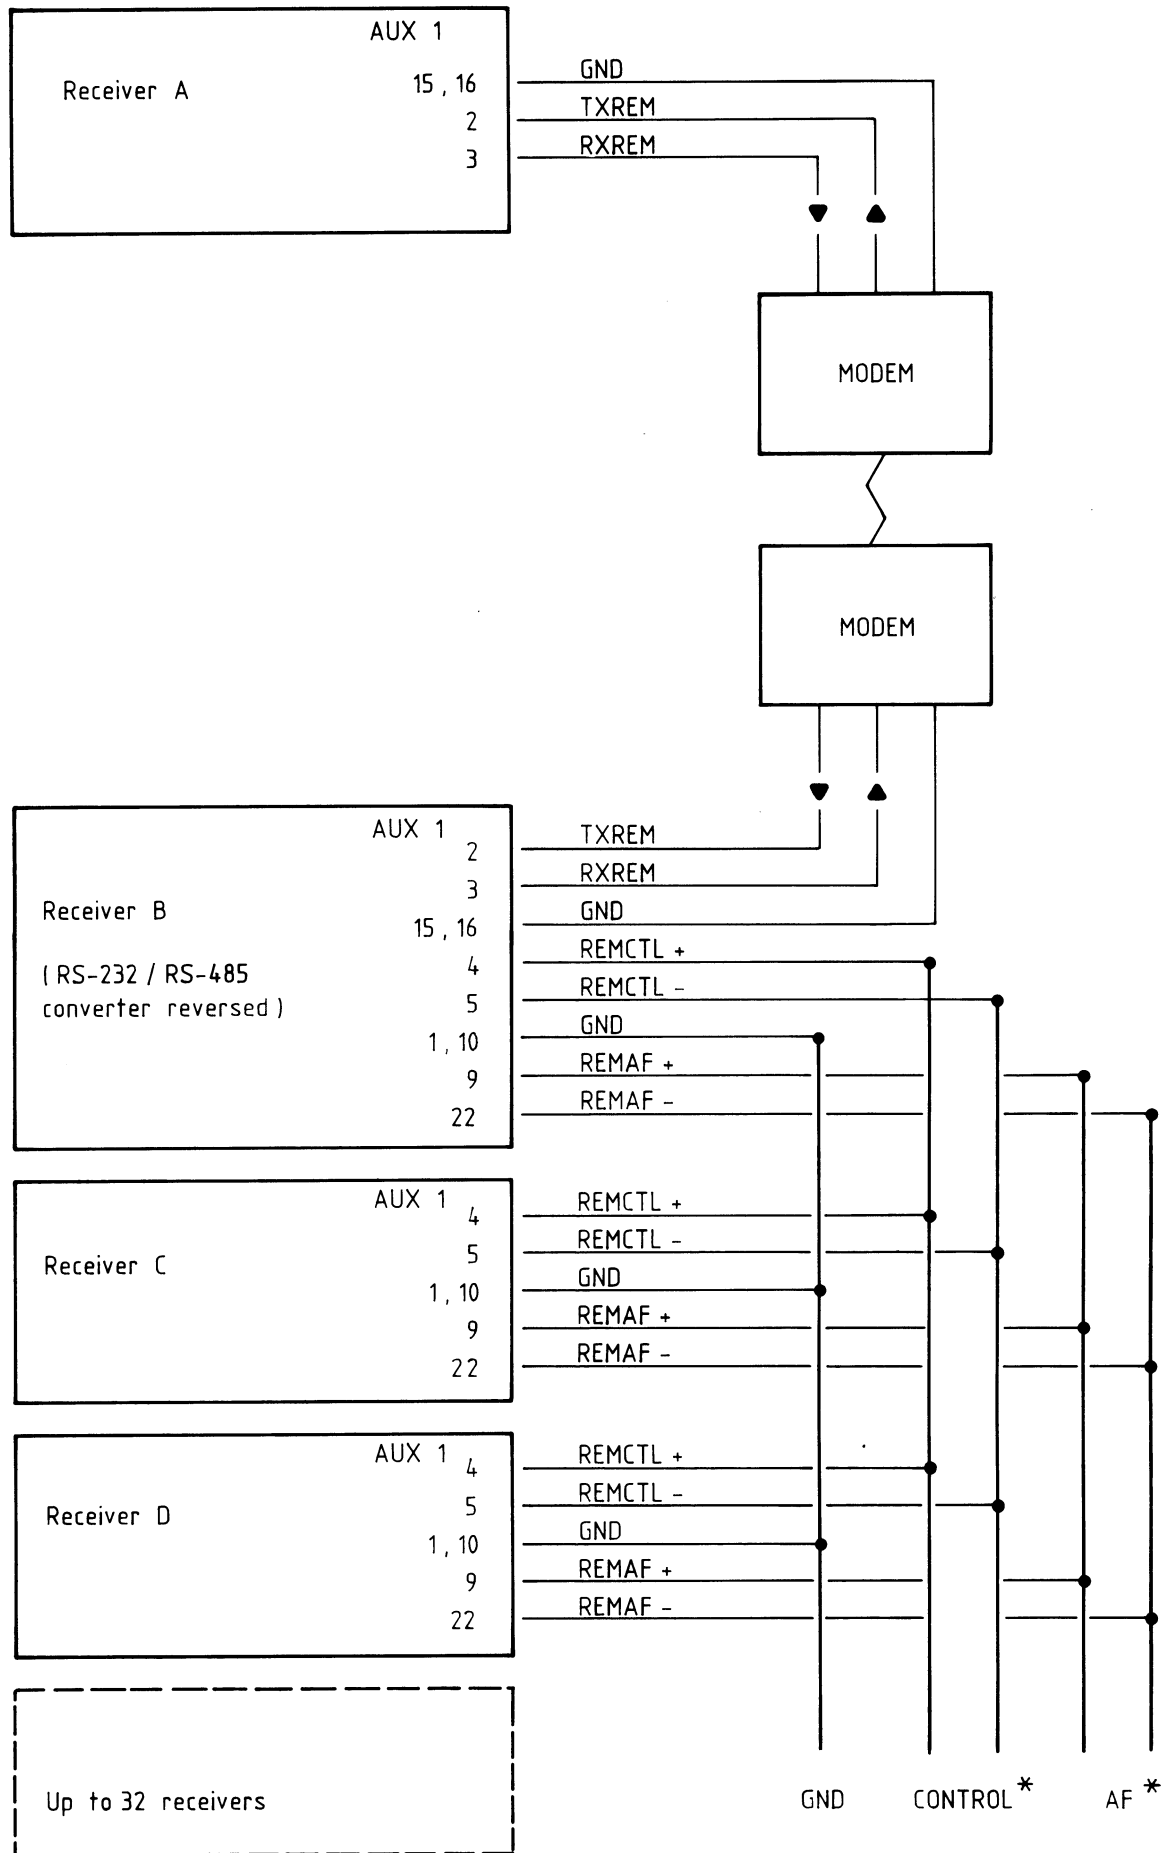 AUX 1
Receiver A
15, 16
2
3
GND
TXREM
RXREM
MODEM
MODEM
AUX 1
2
3
Receiver B
15, 16
(RS-232 / RS-485
converter reversed)
4
5
1, 10
9
22
TXREM
RXREM
GND
REMCTL +
REMCTL -
GND
REMAF +
REMAF -
AUX 1
4
5
Receiver C
1, 10
9
22
REMCTL +
REMCTL -
GND
REMAF +
REMAF -
AUX 1
4
5
Receiver D
1, 10
9
22
REMCTL +
REMCTL -
GND
REMAF +
REMAF -
Up to 32 receivers
GND
CONTROL *
AF *